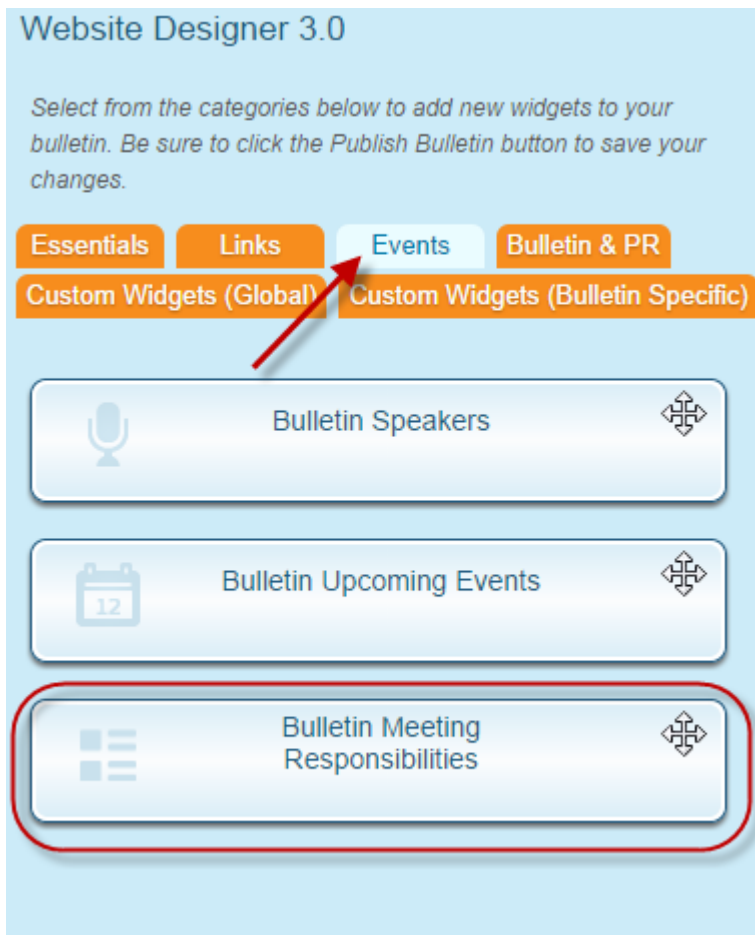 Website Designer 3.0
Select from the categories below to add new widgets to your
bulletin. Be sure to click the Publish Bulletin button to save your
changes.
Essentials Links Events Bulletin & PR
Custom Widgets (Global) Custom Widgets (Bulletin Specific)
Bulletin Speakers
12
Bulletin Upcoming Events
Bulletin Meeting
Responsibilities